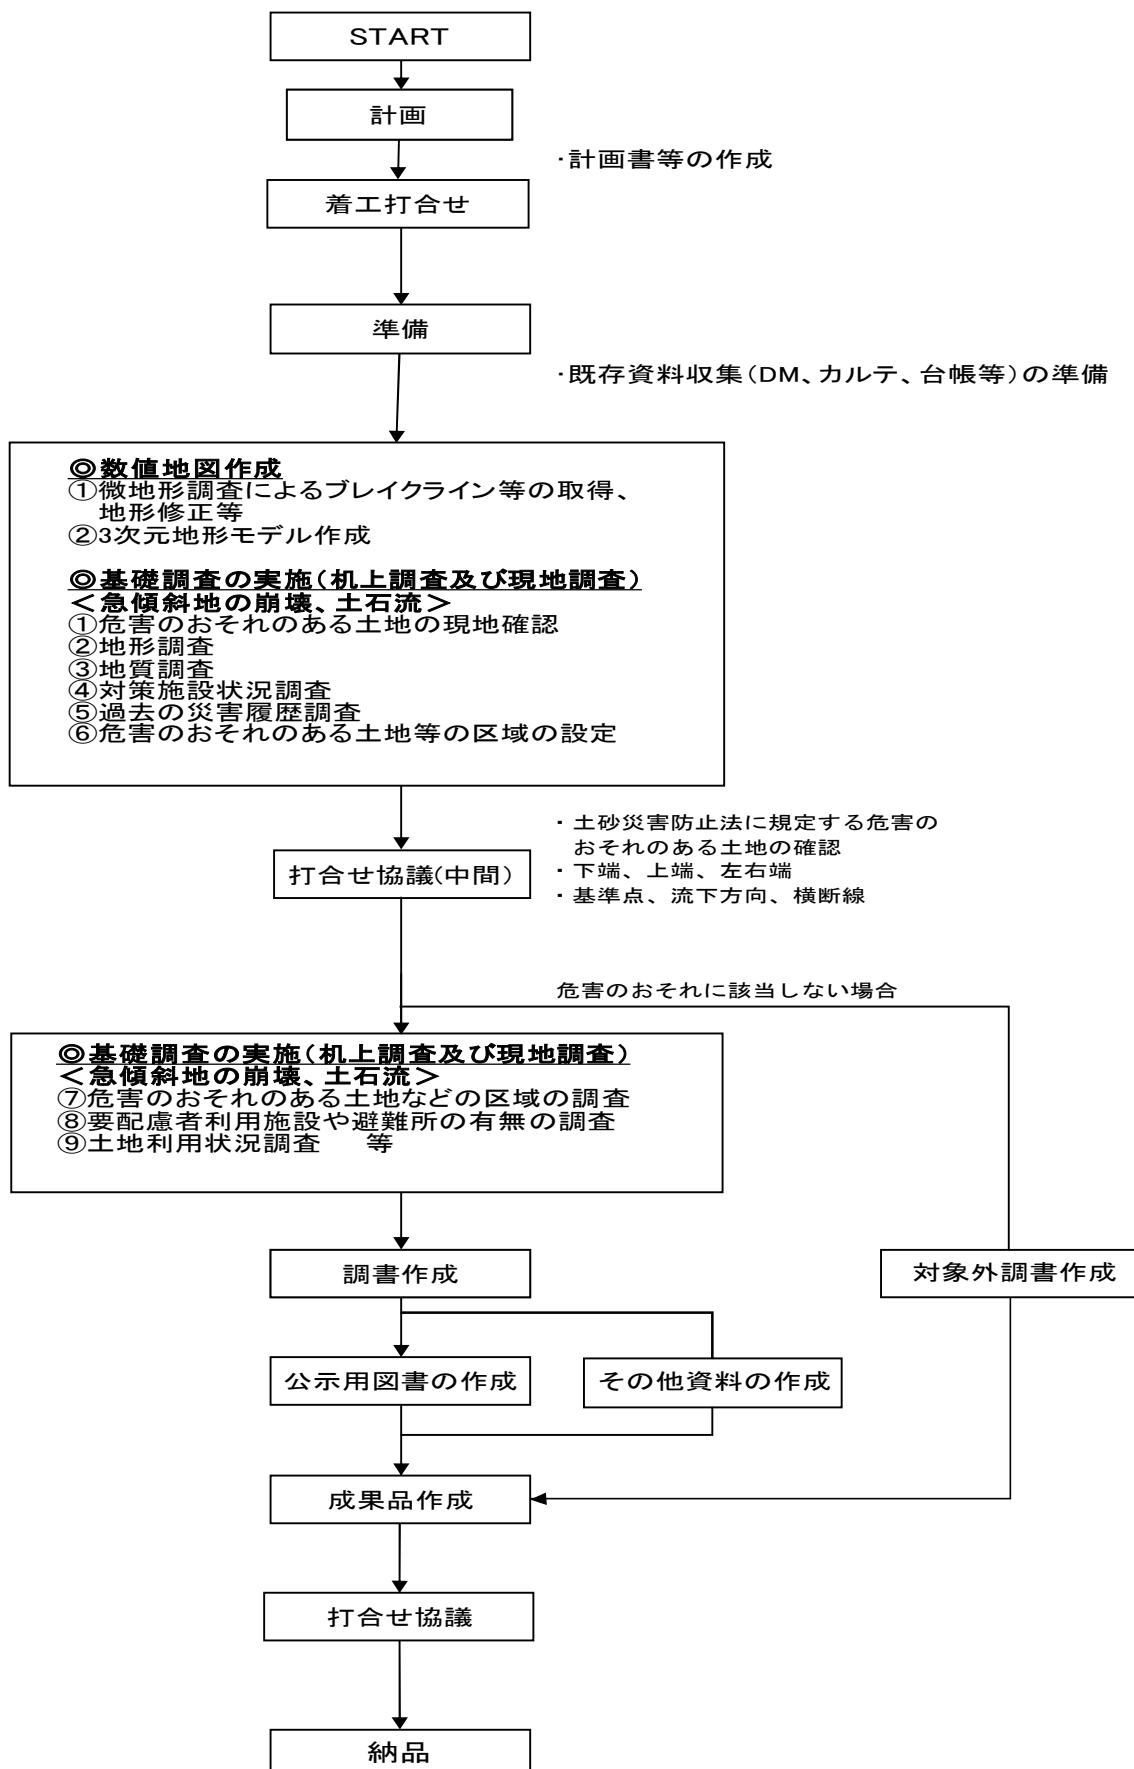 START
計画
・計画書等の作成
着工打合せ
準備
・既存資料収集(DM、カルテ、台帳等)の準備
◎数値地図作成
①微地形調査によるブレイクライン等の取得、
地形修正等
②3次元地形モデル作成
◎基礎調査の実施(机上調査及び現地調査)
＜急傾斜地の崩壊、土石流＞
①危害のおそれのある土地の現地確認
②地形調査
③地質調査
④対策施設状況調査
⑤過去の災害履歴調査
⑥危害のおそれのある土地等の区域の設定
・土砂災害防止法に規定する危害の
おそれのある土地の確認
・下端、上端、左右端
・基準点、流下方向、横断線
打合せ協議(中間)
危害のおそれに該当しない場合
◎基礎調査の実施(机上調査及び現地調査)
＜急傾斜地の崩壊、土石流＞
⑦危害のおそれのある土地などの区域の調査
⑧要配慮者利用施設や避難所の有無の調査
⑨土地利用状況調査　等
調書作成
対象外調書作成
公示用図書の作成
その他資料の作成
成果品作成
打合せ協議
納品